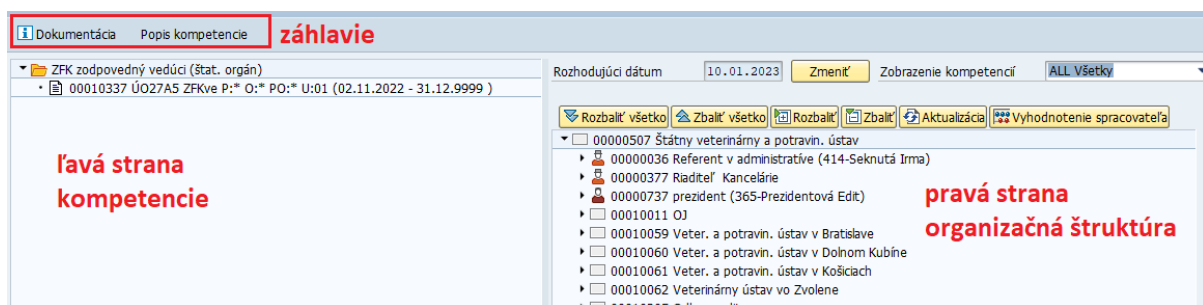 Dokumentácia Popis kompetencie záhlavie
ZFK zodpovedný vedúci (štat. orgán)
00010337 ÚO27A5 ZFKve P:* O:* PO:* U:01 (02.11.2022 - 31.12.9999 )
ľavá strana
kompetencie
Rozhodujúci dátum 10.01.2023 Zmeniť Zobrazenie kompetencií ALL Všetky
Rozbaliť všetko Zbaliť všetko Rozbaliť Zbaliť Aktualizácia Vyhodnotenie spracovateľa
00000507 Štátny veterinárny a potravin. ústav
00000036 Referent v administratíve (414-Seknutá Irma)
00000377 Riaditeľ Kancelárie
00000737 prezident (365-Prezidentová Edit)
00010011 OJ
00010059 Veter. a potravin. ústav v Bratislave
00010060 Veter. a potravin. ústav v Dolnom Kubíne
00010061 Veter. a potravin. ústav v Košiciach
00010062 Veterinárny ústav vo Zvolene
pravá strana
organizačná štruktúra